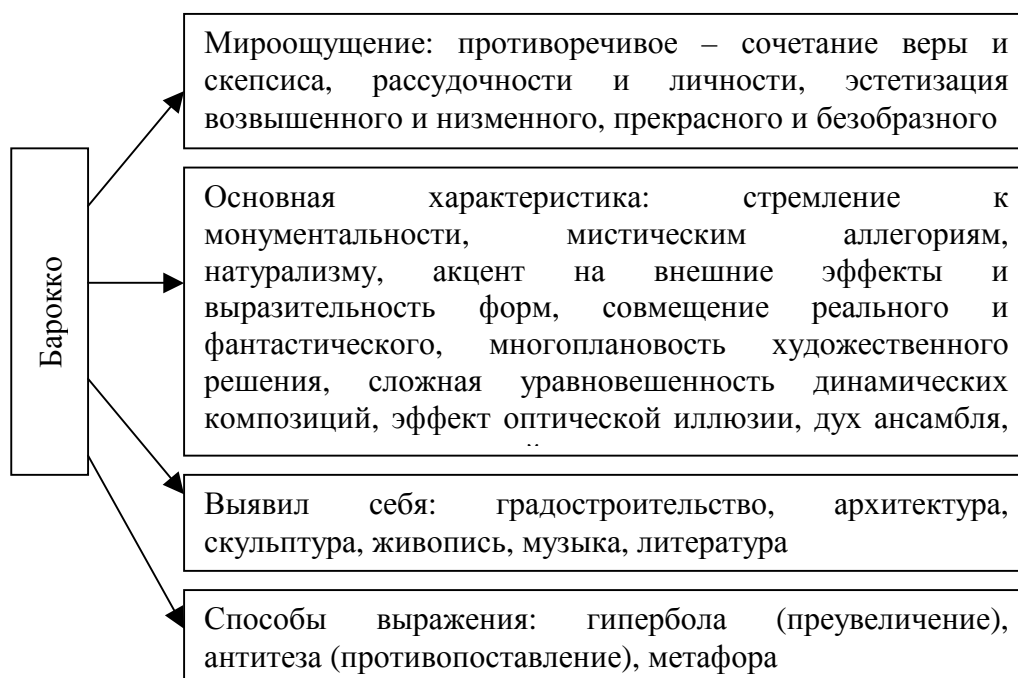 Барокко
Мироощущение: противоречивое – сочетание веры и
скепсиса, рассудочности и личности, эстетизация
возвышенного и низменного, прекрасного и безобразного
Основная характеристика: стремление к
монументальности, мистическим аллегориям,
натурализму, акцент на внешние эффекты и
выразительность форм, совмещение реального и
фантастического, многоплановость художественного
решения, сложная уравновешенность динамических
композиций, эффект оптической иллюзии, дух ансамбля,
Выявил себя: градостроительство, архитектура,
скульптура, живопись, музыка, литература
Способы выражения: гипербола (преувеличение),
антитеза (противопоставление), метафора